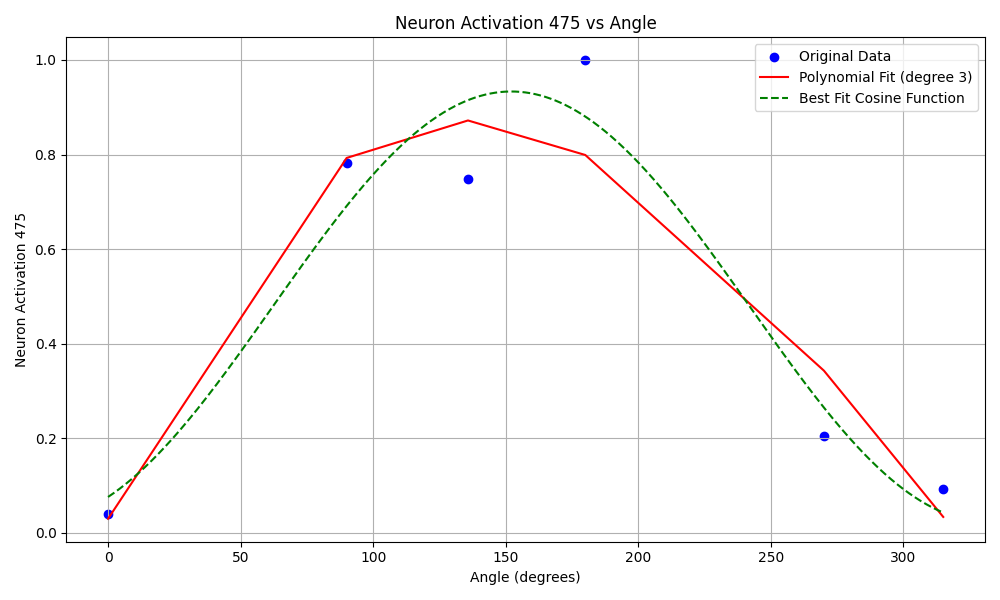 Neuron Activation 475 vs Angle
Original Data
Polynomial Fit (degree 3)
Best Fit Cosine Function
Neuron Activation 475
1.0
0.8
0.6
0.4
0.2
0.0
0 50 100 150 200 250 300
Angle (degrees)